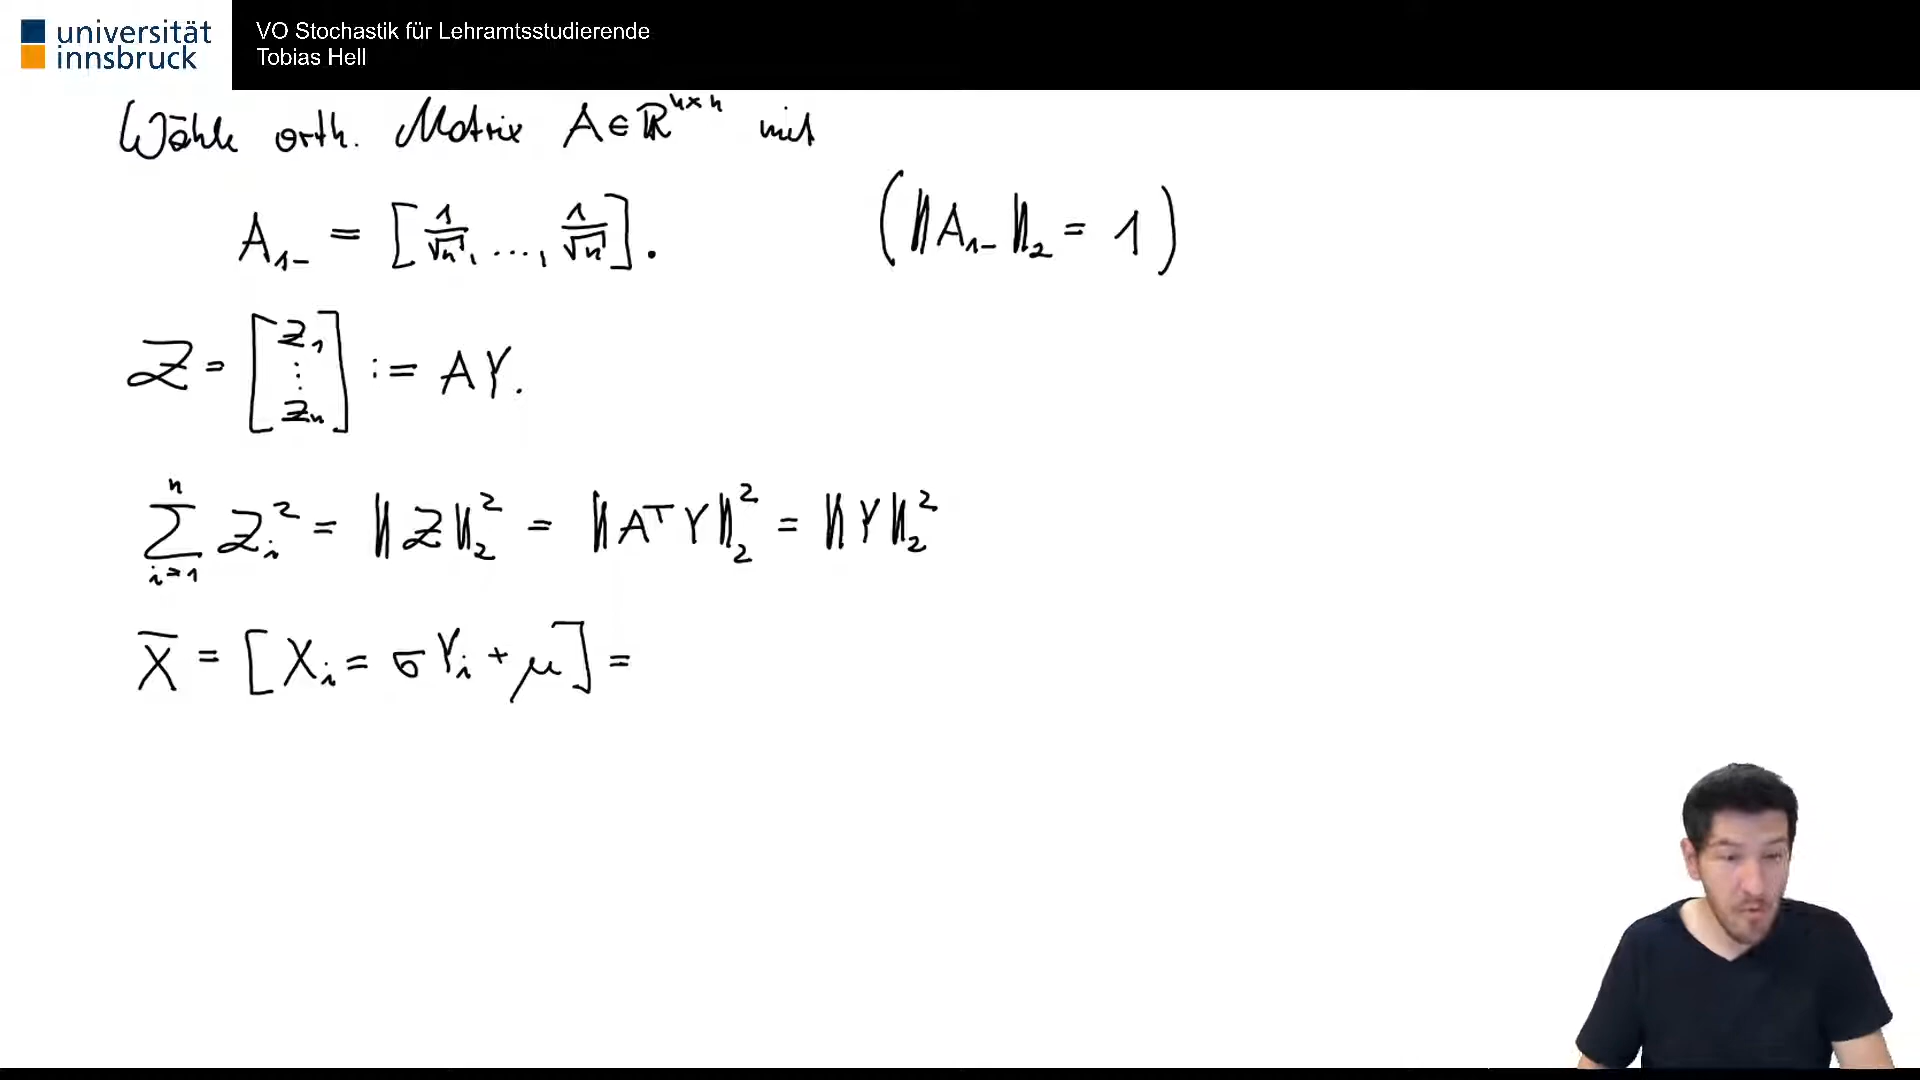 universität innsbruck
VO Stochastik für Lehramtsstudierende
Tobias Hell
Wähle orth. Matrix A ∈ ℝ^{n×n} mit
A_{1-} = [1/√n, ..., 1/√n]. (‖A_{1-}‖_2 = 1)
Z = [Z_1 ⋮ Z_n] := AY.
∑_{i=1}^{n} Z_i^2 = ‖Z‖_2^2 = ‖A^T Y‖_2^2 = ‖Y‖_2^2
X̄ = [X_i = σY_i + μ] =